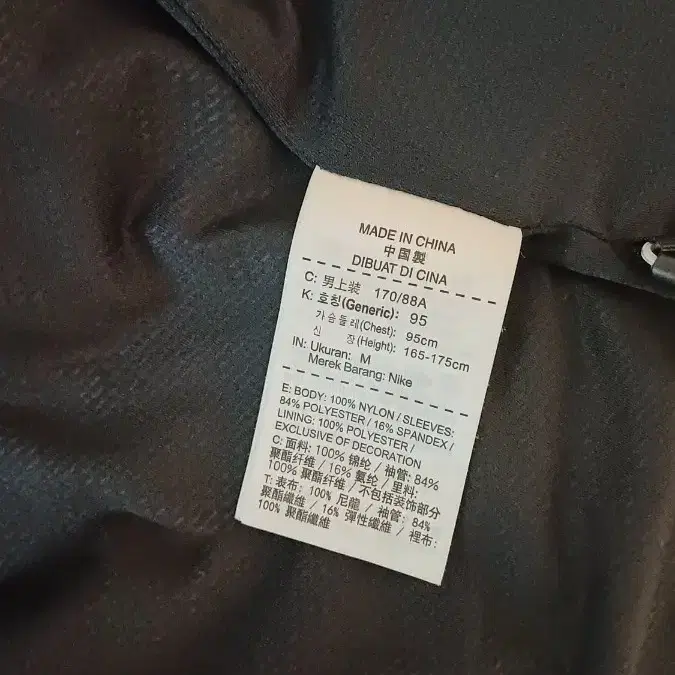 MADE IN CHINA
中国製
DIBUAT DI CINA
C: 男上裝 170/88A
K: 호칭(Generic): 95
가슴둘레(Chest): 95cm
신 장(Height): 165-175cm
IN: Ukuran: M
Merek Barang: Nike
E: BODY: 100% NYLON / SLEEVES:
84% POLYESTER / 16% SPANDEX /
LINING: 100% POLYESTER /
EXCLUSIVE OF DECORATION
C: 面料: 100% 锦纶 / 袖管: 84%
聚酯纤维 / 16% 氨纶 / 里料:
100% 聚酯纤维 / 不包括装饰部分
T: 表布: 100% 尼龍 / 袖管: 84%
聚酯纖維 / 16% 彈性纖維 / 裡布:
100% 聚酯纖維